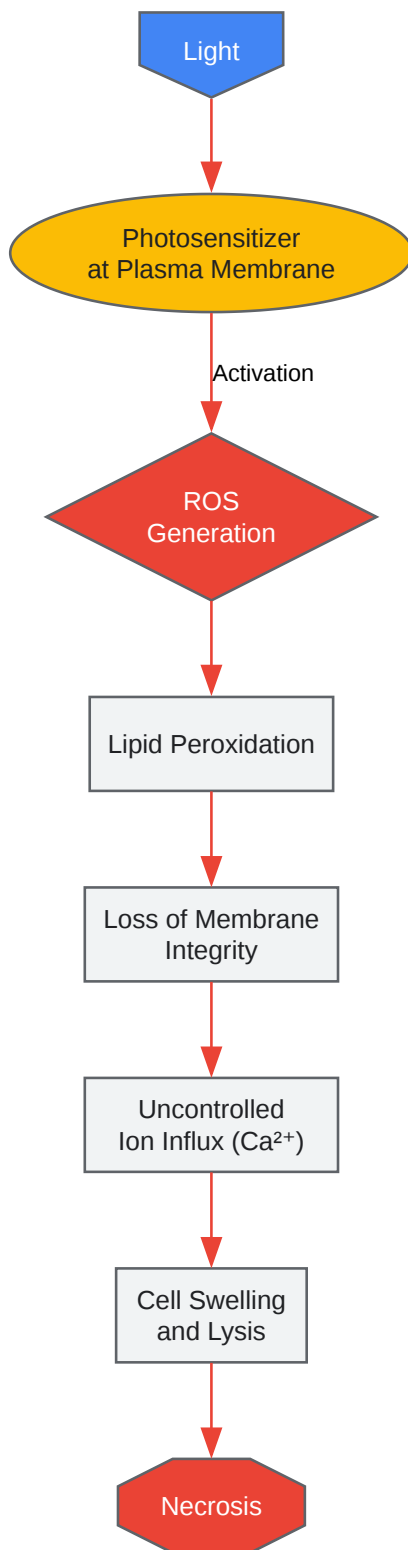 Light
Photosensitizer
at Plasma Membrane
Activation
ROS
Generation
Lipid Peroxidation
Loss of Membrane
Integrity
Uncontrolled
Ion Influx (Ca²⁺)
Cell Swelling
and Lysis
Necrosis